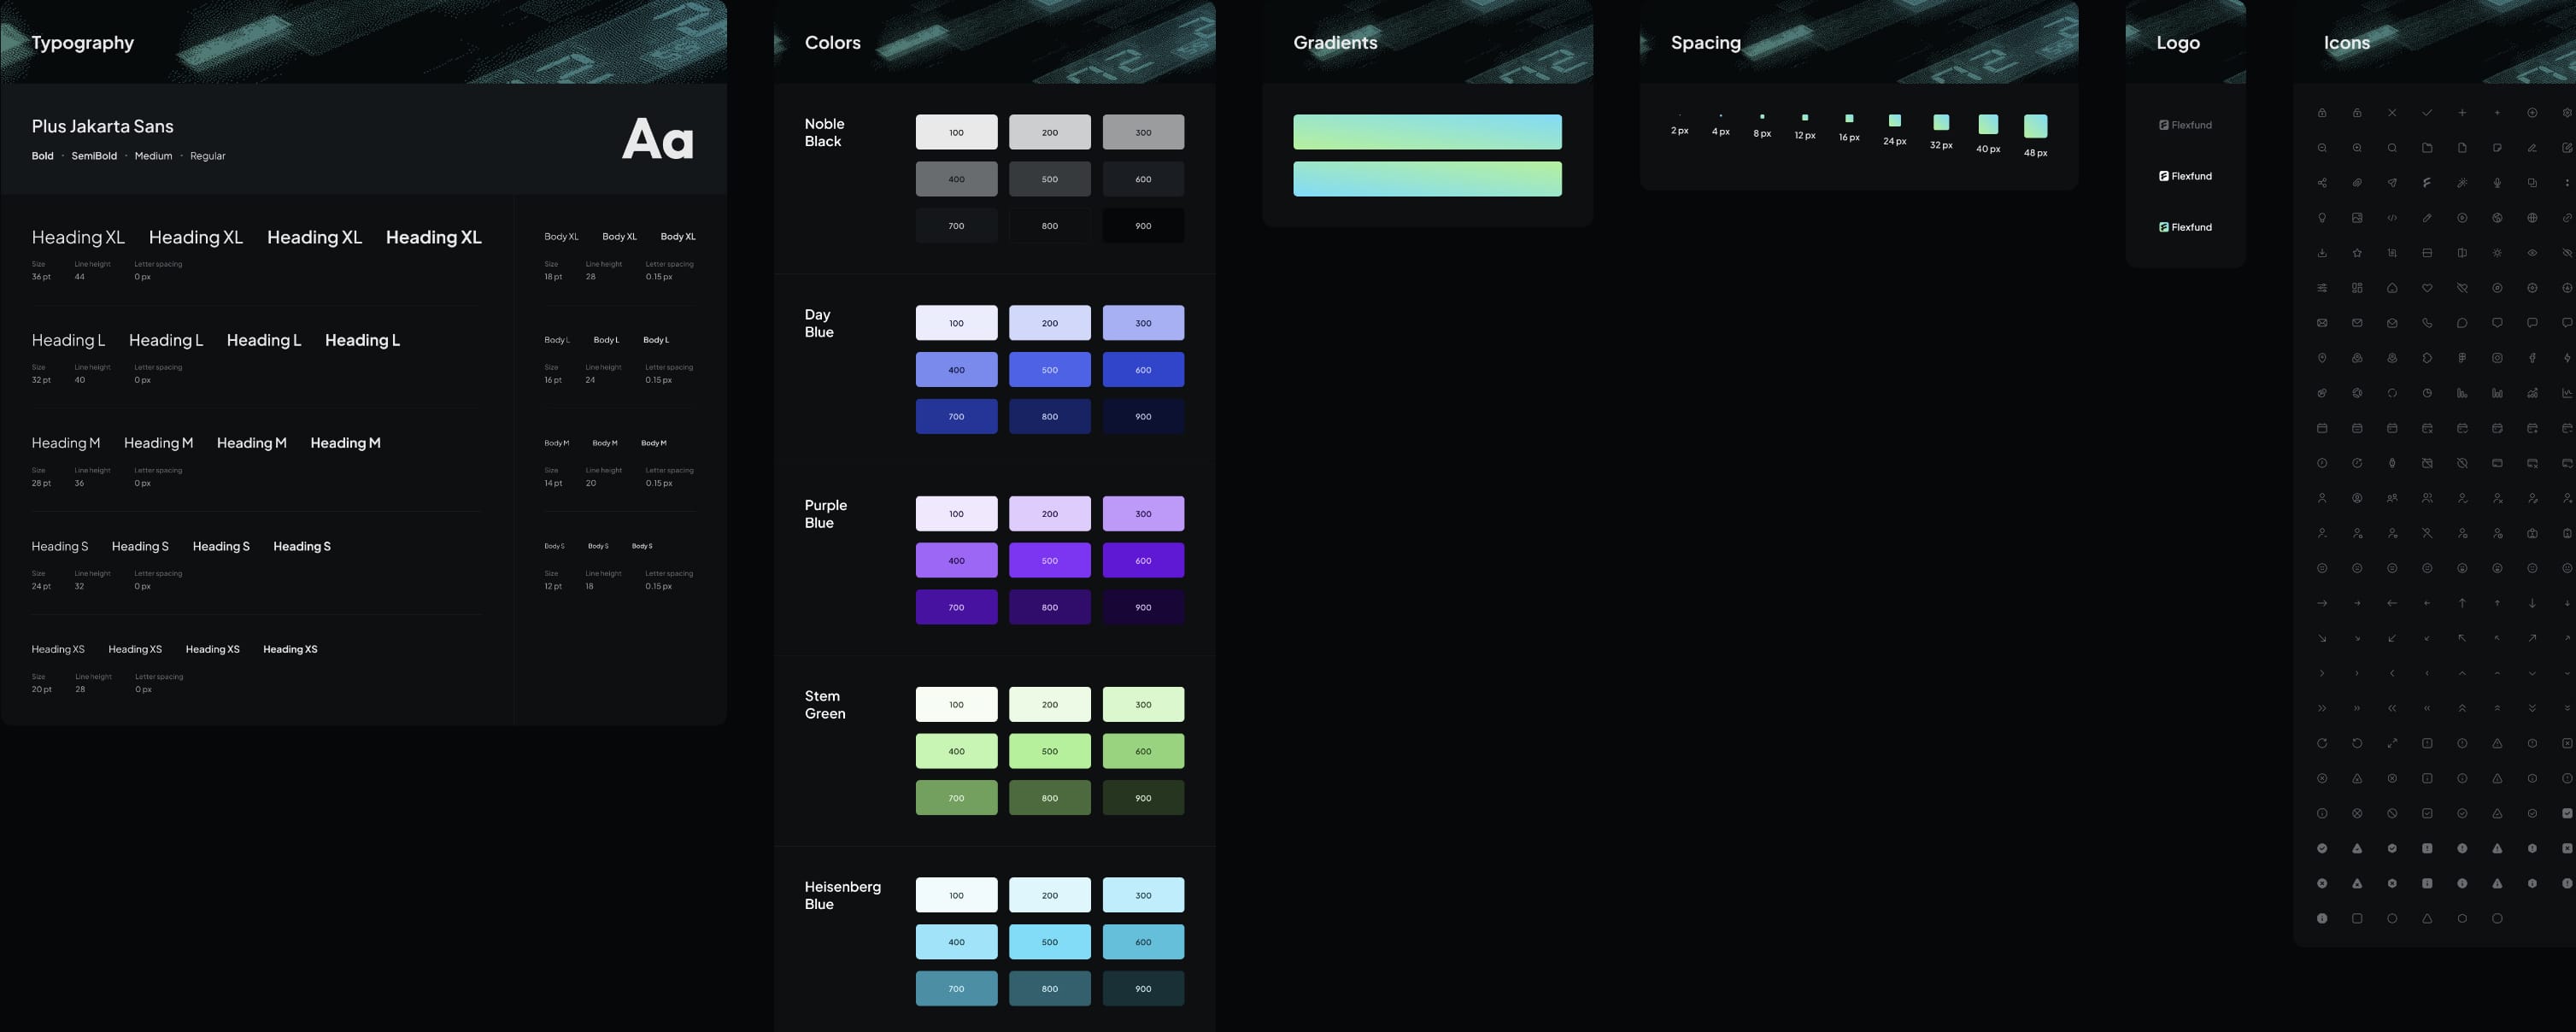 Typography
Plus Jakarta Sans
Aa
Bold · SemiBold · Medium · Regular
Heading XL Heading XL Heading XL Heading XL
Size Line height Letter spacing
36 pt 44 0 px
Heading L Heading L Heading L Heading L
Size Line height Letter spacing
32 pt 40 0 px
Heading M Heading M Heading M Heading M
Size Line height Letter spacing
28 pt 36 0 px
Heading S Heading S Heading S Heading S
Size Line height Letter spacing
24 pt 32 0 px
Heading XS Heading XS Heading XS Heading XS
Size Line height Letter spacing
20 pt 28 0 px
Body XL Body XL Body XL
Size Line height Letter spacing
18 pt 28 0.15 px
Body L Body L Body L
Size Line height Letter spacing
16 pt 24 0.15 px
Body M Body M Body M
Size Line height Letter spacing
14 pt 20 0.15 px
Body S Body S Body S
Size Line height Letter spacing
12 pt 18 0.15 px
Colors
Noble
Black
100 200 300
400 500 600
700 800 900
Day
Blue
100 200 300
400 500 600
700 800 900
Purple
Blue
100 200 300
400 500 600
700 800 900
Stem
Green
100 200 300
400 500 600
700 800 900
Heisenberg
Blue
100 200 300
400 500 600
700 800 900
Gradients
Spacing
2 px 4 px 8 px 12 px 16 px 24 px 32 px 40 px 48 px
Logo
Flexfund
Flexfund
Flexfund
Icons